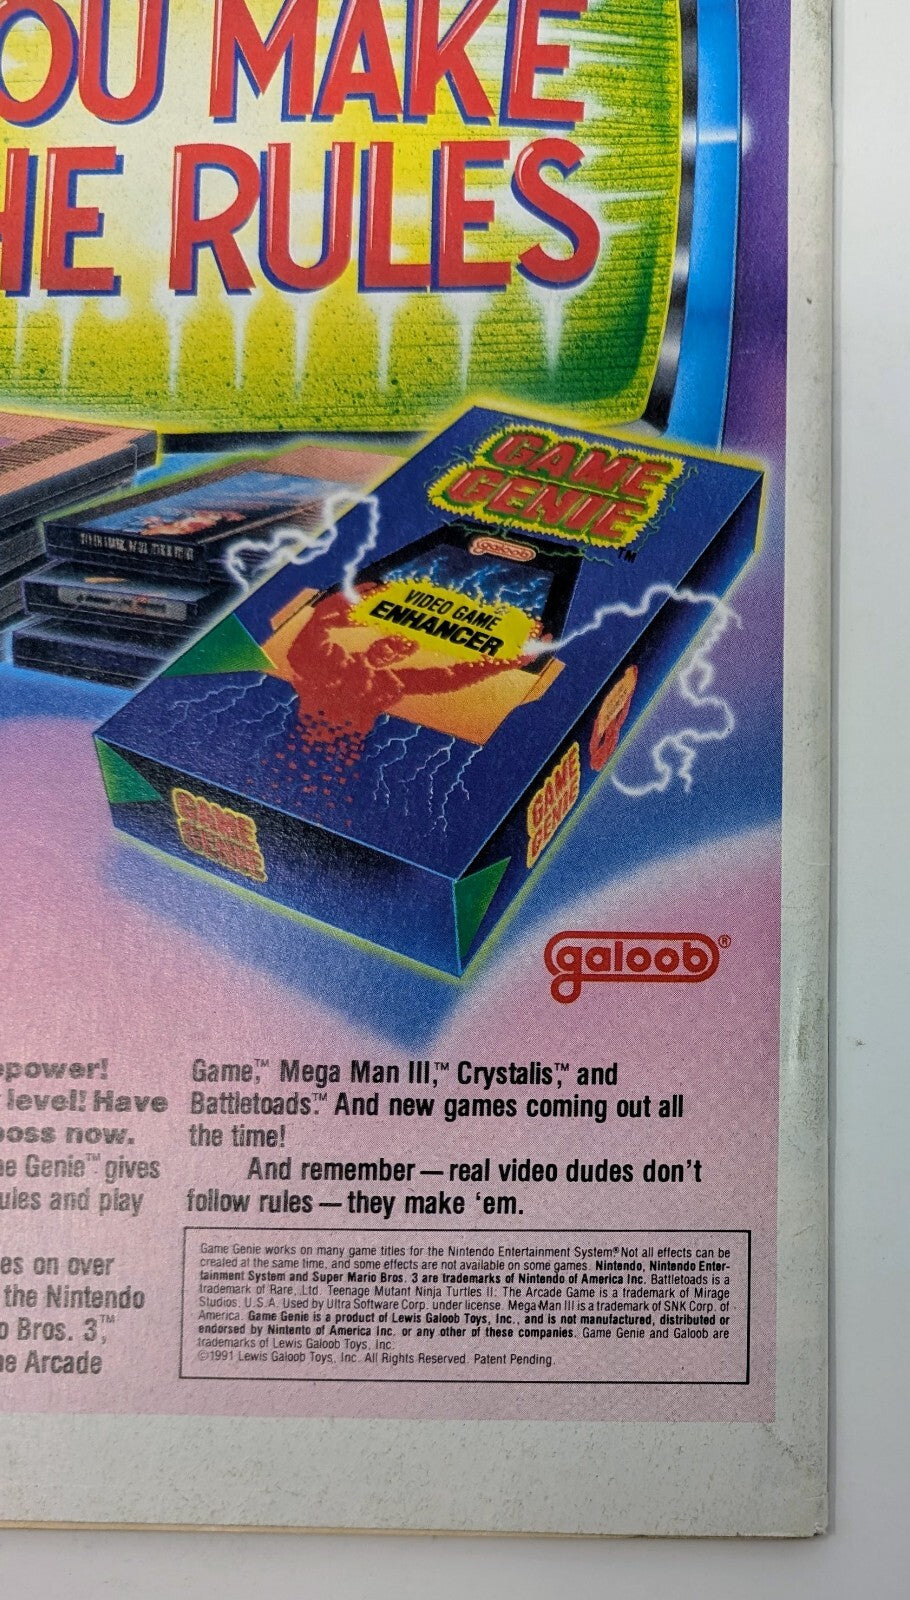 OU MAKE
HE RULES
GAME
GENIE™
galoob
VIDEO GAME
ENHANCER
GAME
GENIE
GAME
GENIE
galoob®
epower!
level! Have
boss now.
e Genie™ gives
ules and play
es on over
the Nintendo
o Bros. 3,™
e Arcade
Game,™ Mega Man III,™ Crystalis,™ and
Battletoads.™ And new games coming out all
the time!
And remember — real video dudes don't
follow rules — they make 'em.
Game Genie works on many game titles for the Nintendo Entertainment System.® Not all effects can be
created at the same time, and some effects are not available on some games. Nintendo, Nintendo Enter-
tainment System and Super Mario Bros. 3 are trademarks of Nintendo of America Inc. Battletoads is a
trademark of Rare, Ltd. Teenage Mutant Ninja Turtles II: The Arcade Game is a trademark of Mirage
Studios, U.S.A. Used by Ultra Software Corp. under license. Mega Man III is a trademark of SNK Corp. of
America. Game Genie is a product of Lewis Galoob Toys, Inc., and is not manufactured, distributed or
endorsed by Nintento of America Inc. or any other of these companies. Game Genie and Galoob are
trademarks of Lewis Galoob Toys, Inc.
©1991 Lewis Galoob Toys, Inc. All Rights Reserved. Patent Pending.